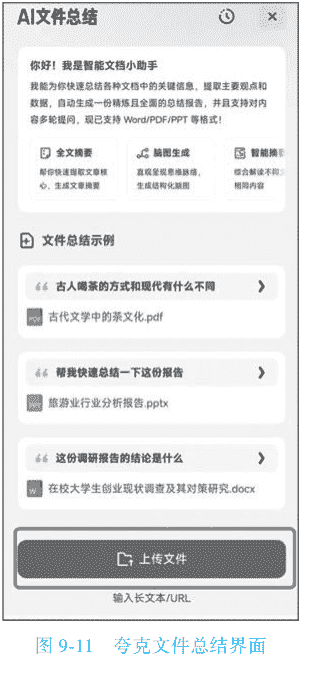 AI文件总结
你好！我是智能文档小助手
我能为你快速总结各种文档中的关键信息，提取主要观点和
数据，自动生成一份精炼且全面的总结报告，并且支持对内
容多轮提问，现已支持 Word/PDF/PPT 等格式！
全文摘要
帮你快速提取文章核
心，生成文章摘要
脑图生成
直观呈现思维脉络，
生成结构化脑图
智能摘
综合解读不同
相同内容
文件总结示例
古人喝茶的方式和现代有什么不同
PDF 古代文学中的茶文化.pdf
帮我快速总结一下这份报告
旅游业行业分析报告.pptx
这份调研报告的结论是什么
W 在校大学生创业现状调查及其对策研究.docx
上传文件
输入长文本/URL
图 9-11 夸克文件总结界面